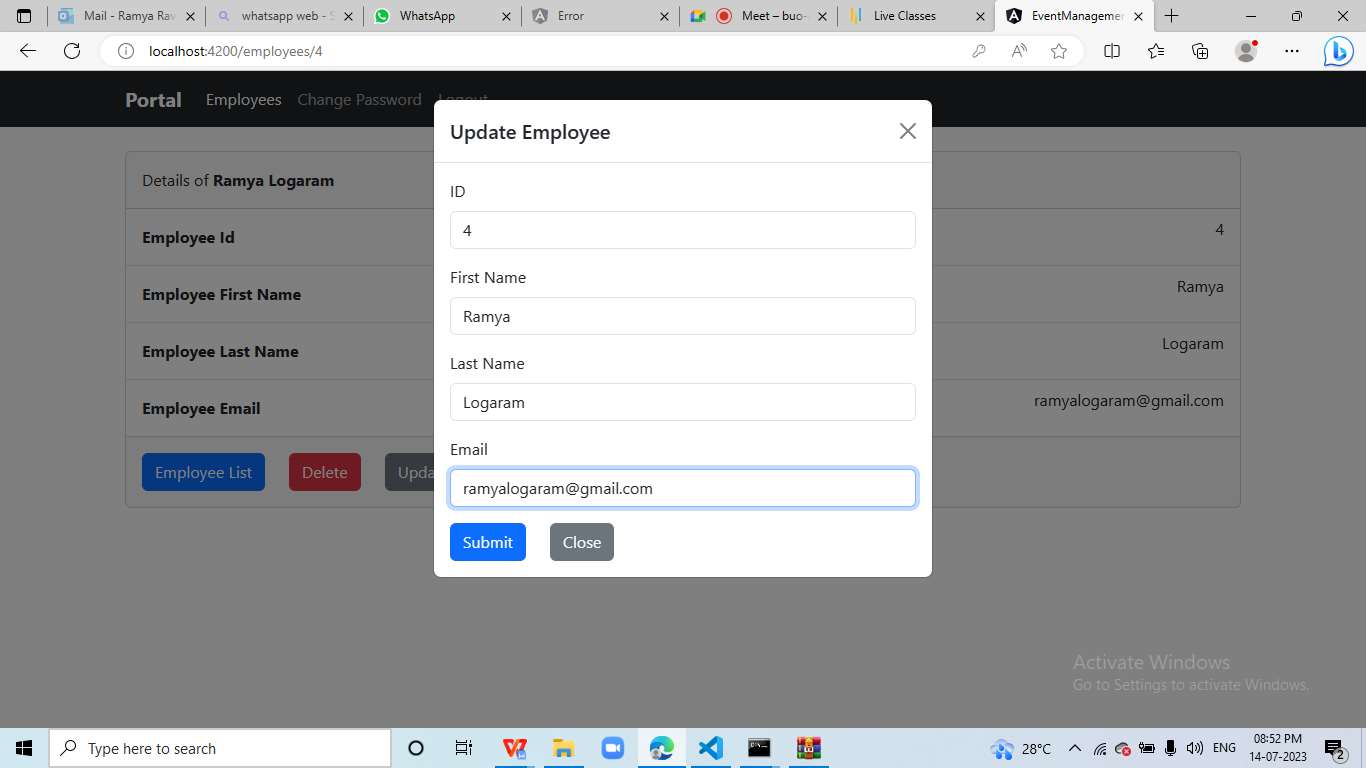 Mail - Ramya Rav
whatsapp web - S
WhatsApp
Error
Meet – buo-
Live Classes
EventManagemen
localhost:4200/employees/4
Portal
Employees
Change Password
Logout
Update Employee
Details of Ramya Logaram
ID
4
Employee Id
4
First Name
Employee First Name
Ramya
Ramya
Employee Last Name
Logaram
Last Name
Logaram
Employee Email
ramyalogaram@gmail.com
Email
ramyalogaram@gmail.com
Employee List
Delete
Upda
Submit
Close
Activate Windows
Go to Settings to activate Windows.
Type here to search
28°C
ENG
08:52 PM
14-07-2023
2